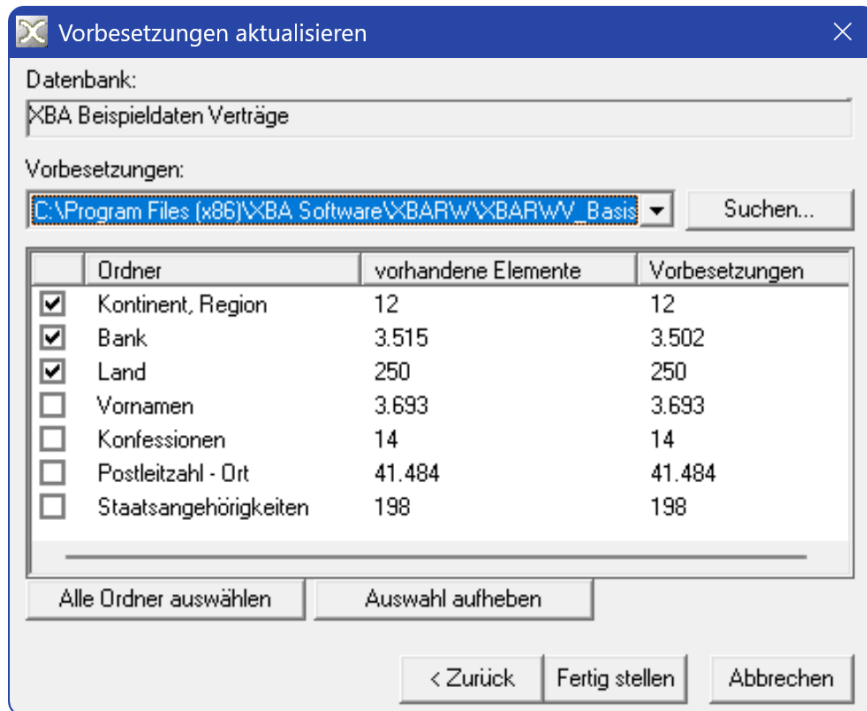 Vorbesetzungen aktualisieren
Datenbank:
XBA Beispieldaten Verträge
Vorbesetzungen:
C:\Program Files (x86)\XBA Software\XBARW\XBARWV_Basis
Suchen...
Ordner vorhandene Elemente Vorbesetzungen
Kontinent, Region 12 12
Bank 3.515 3.502
Land 250 250
Vornamen 3.693 3.693
Konfessionen 14 14
Postleitzahl - Ort 41.484 41.484
Staatsangehörigkeiten 198 198
Alle Ordner auswählen Auswahl aufheben
< Zurück Fertig stellen Abbrechen